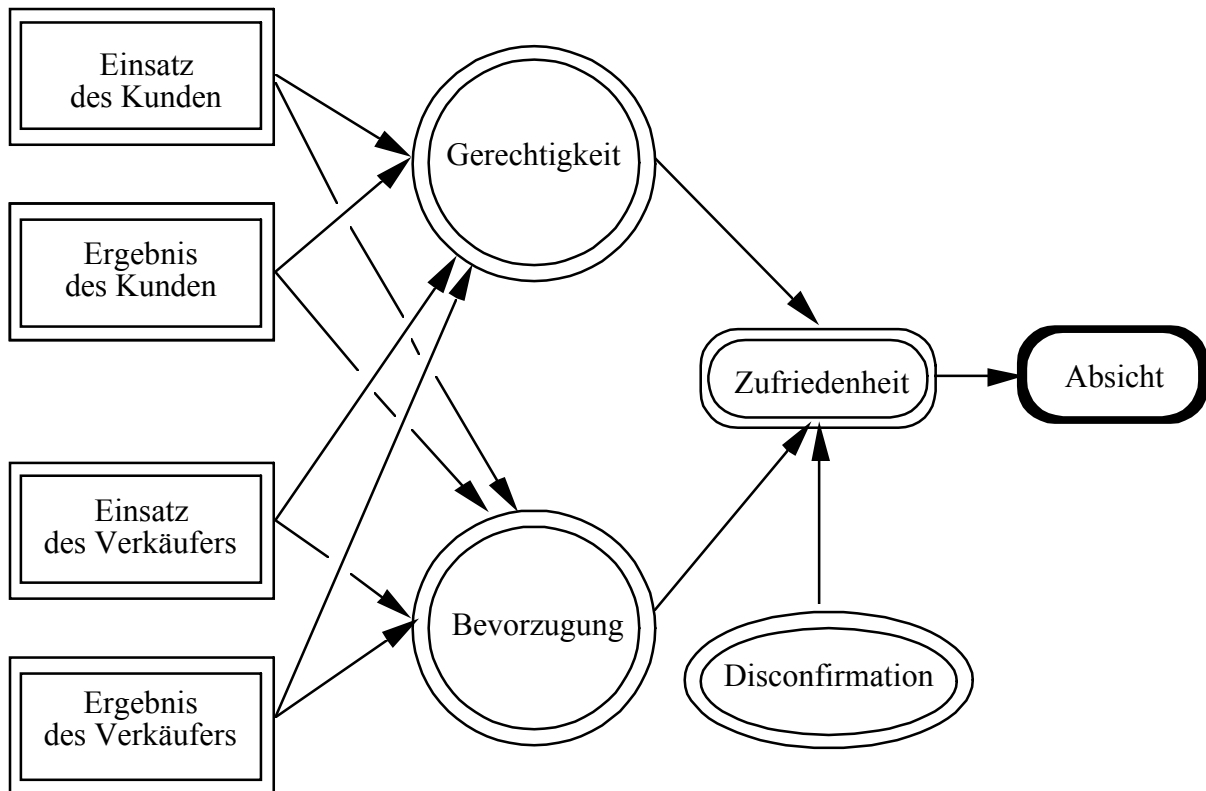 Einsatz
des Kunden
Gerechtigkeit
Ergebnis
des Kunden
Zufriedenheit
Absicht
Einsatz
des Verkäufers
Bevorzugung
Disconfirmation
Ergebnis
des Verkäufers